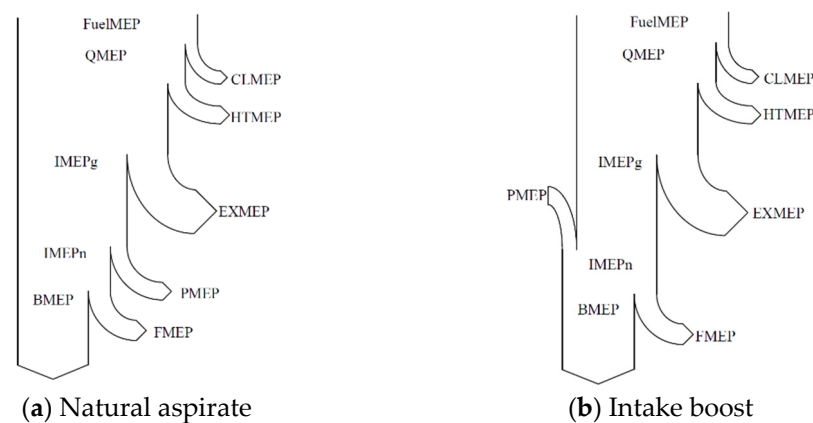 FuelMEP
QMEP
CLMEP
HTMEP
IMEPg
EXMEP
IMEPn
PMEP
BMEP
FMEP
(a) Natural aspirate
FuelMEP
QMEP
CLMEP
HTMEP
IMEPg
PMEP
EXMEP
IMEPn
BMEP
FMEP
(b) Intake boost